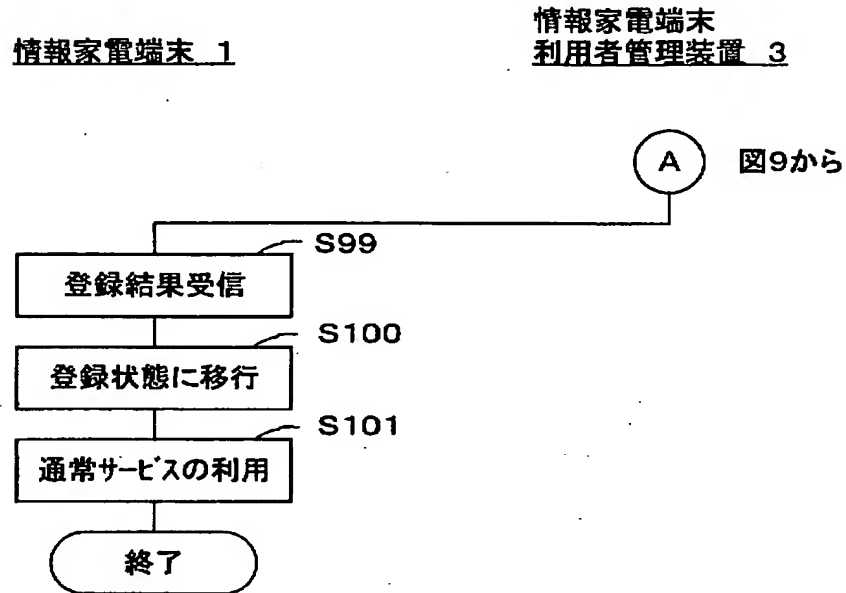 情報家電端末 1
情報家電端末
利用者管理装置 3
A
図9から
S99
登録結果受信
S100
登録状態に移行
S101
通常サービスの利用
終了